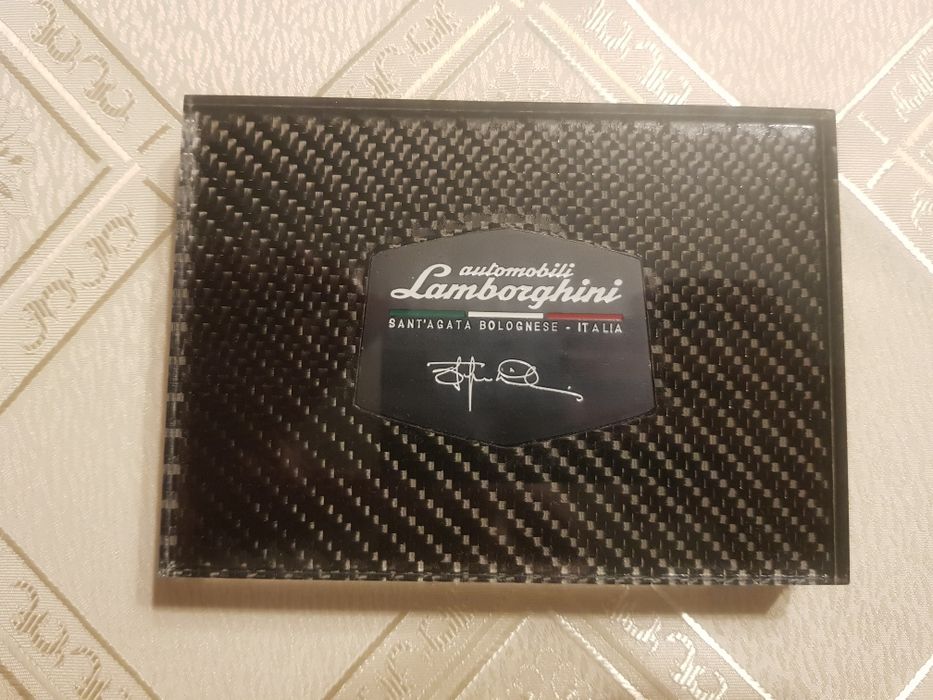 automobili
Lamborghini
SANT'AGATA BOLOGNESE - ITALIA